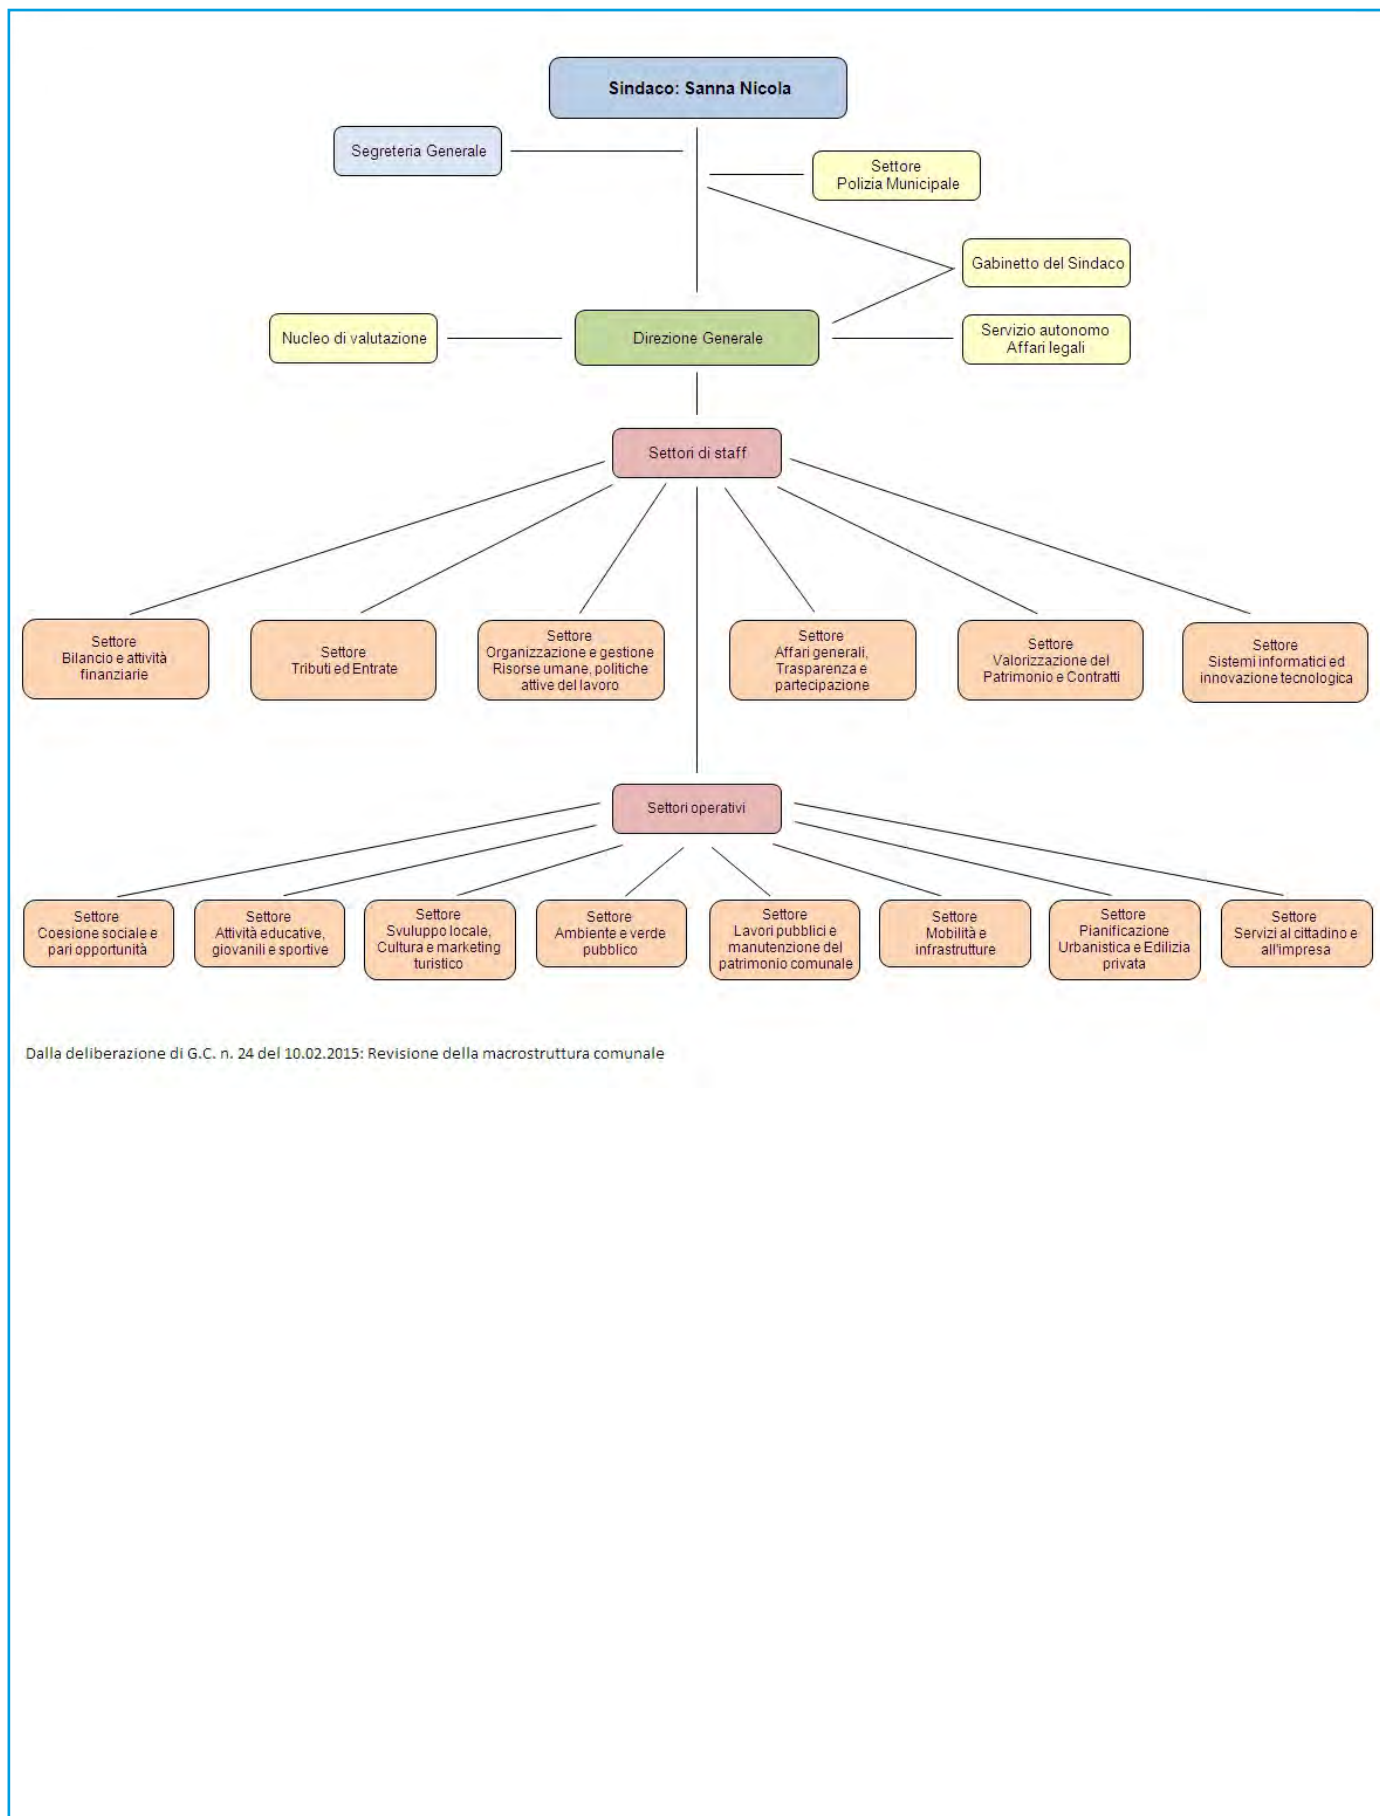 Sindaco: Sanna Nicola
Segreteria Generale
Settore
Polizia Municipale
Gabinetto del Sindaco
Nucleo di valutazione
Direzione Generale
Servizio autonomo
Affari legali
Settori di staff
Settore
Bilancio e attività
finanziarie
Settore
Tributi ed Entrate
Settore
Organizzazione e gestione
Risorse umane, politiche
attive del lavoro
Settore
Affari generali,
Trasparenza e
partecipazione
Settore
Valorizzazione del
Patrimonio e Contratti
Settore
Sistemi informatici ed
innovazione tecnologica
Settori operativi
Settore
Coesione sociale e
pari opportunità
Settore
Attività educative,
giovanili e sportive
Settore
Sviluppo locale,
Cultura e marketing
turistico
Settore
Ambiente e verde
pubblico
Settore
Lavori pubblici e
manutenzione del
patrimonio comunale
Settore
Mobilità e
infrastrutture
Settore
Pianificazione
Urbanistica e Edilizia
privata
Settore
Servizi al cittadino e
all'impresa
Dalla deliberazione di G.C. n. 24 del 10.02.2015: Revisione della macrostruttura comunale